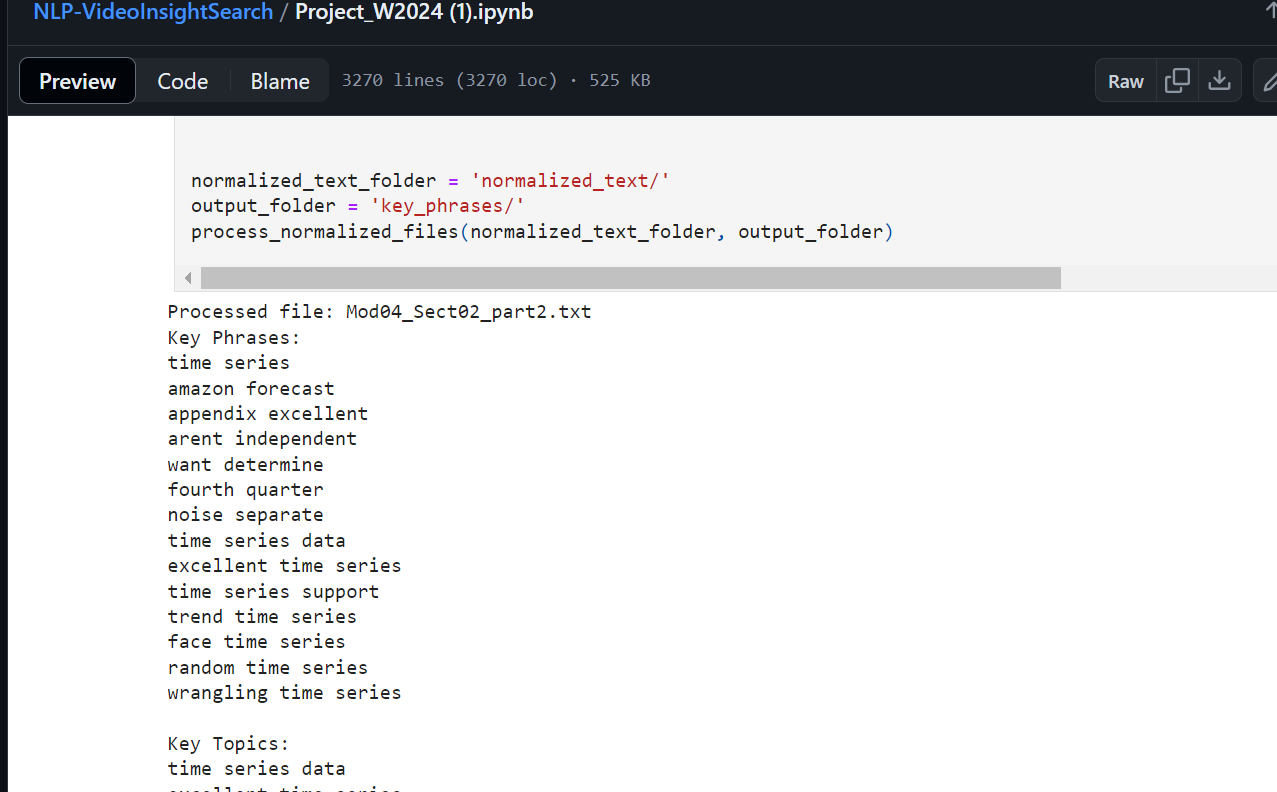 NLP-VideoInsightSearch / Project_W2024 (1).ipynb
Preview Code Blame 3270 lines (3270 loc) · 525 KB Raw
normalized_text_folder = 'normalized_text/'
output_folder = 'key_phrases/'
process_normalized_files(normalized_text_folder, output_folder)
Processed file: Mod04_Sect02_part2.txt
Key Phrases:
time series
amazon forecast
appendix excellent
arent independent
want determine
fourth quarter
noise separate
time series data
excellent time series
time series support
trend time series
face time series
random time series
wrangling time series
Key Topics:
time series data
excellent time series